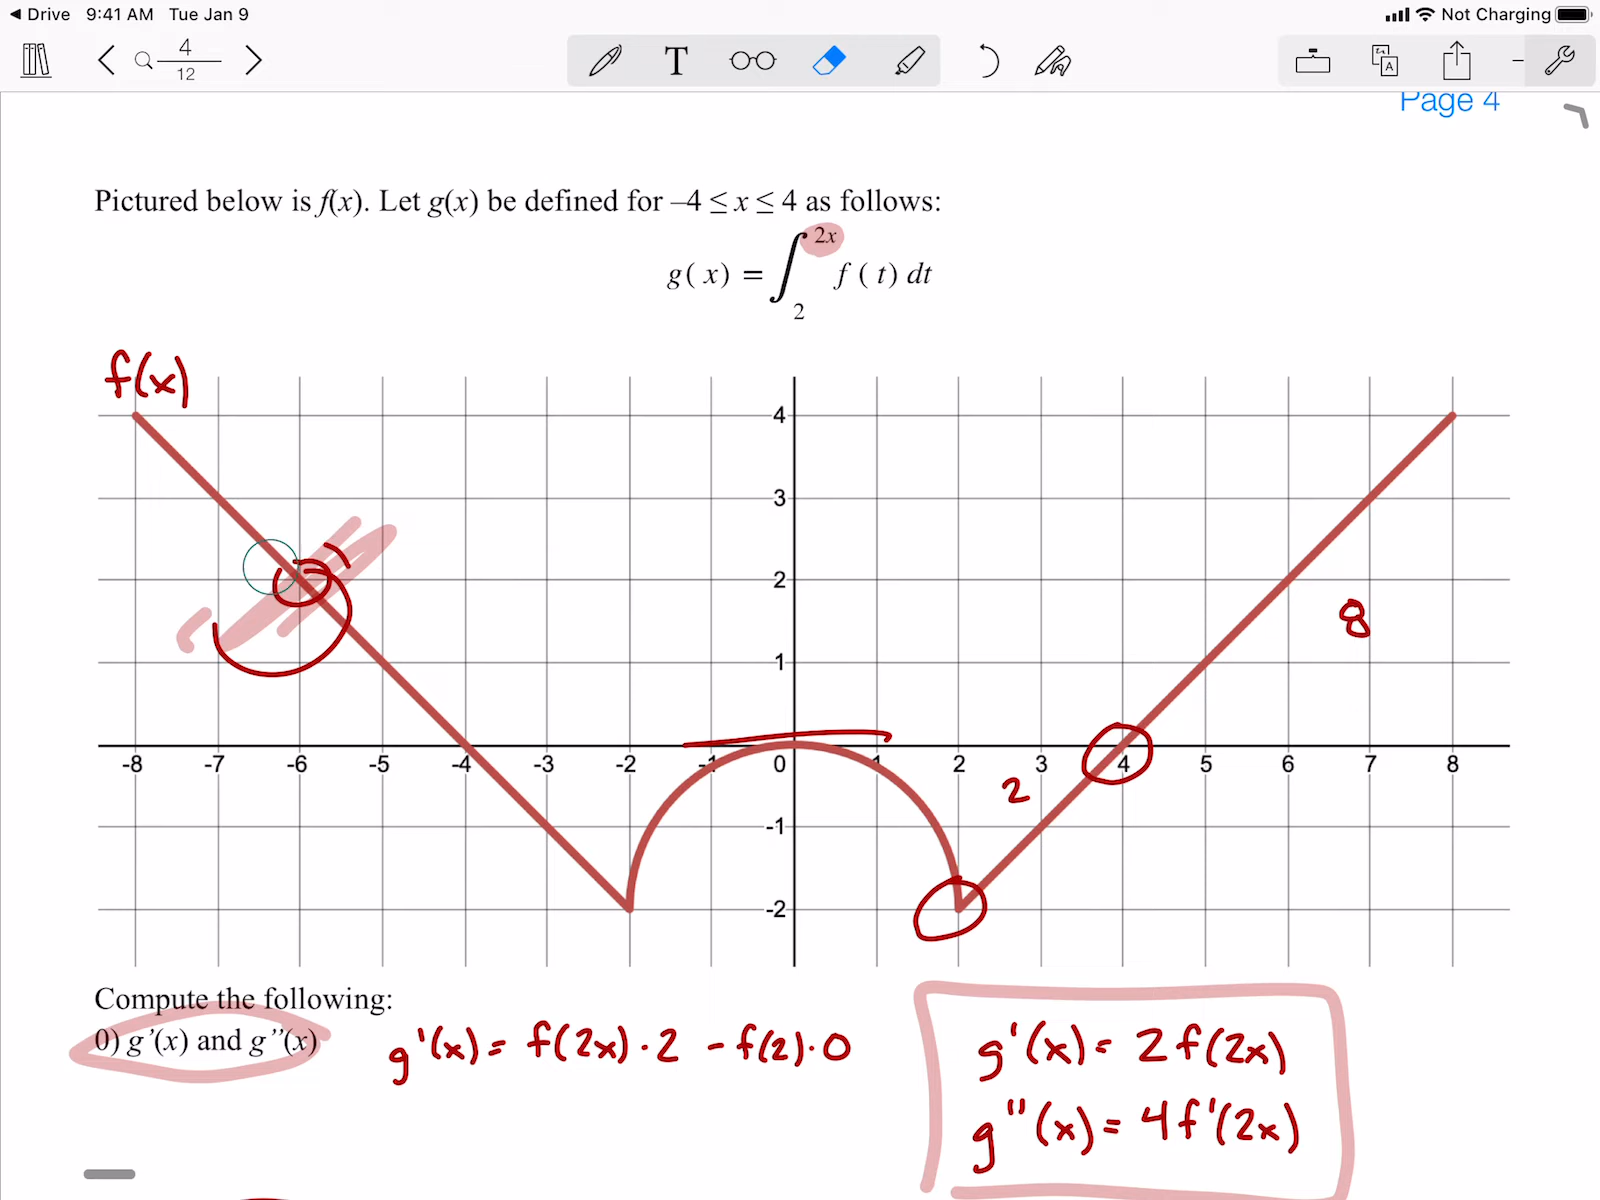 Drive 9:41 AM Tue Jan 9 Not Charging
4
12
T
A
Page 4
Pictured below is f(x). Let g(x) be defined for –4 ≤ x ≤ 4 as follows:
2x
g( x ) = ∫ f ( t ) dt
2
f(x)
4
3
2
8
1
-8 -7 -6 -5 -4 -3 -2 -1 0 1 2 3 4 5 6 7 8
2
-1
-2
Compute the following:
0) g’(x) and g’’(x)
g'(x) = f(2x)·2 - f(2)·0
g'(x) = 2f(2x)
g"(x) = 4f'(2x)